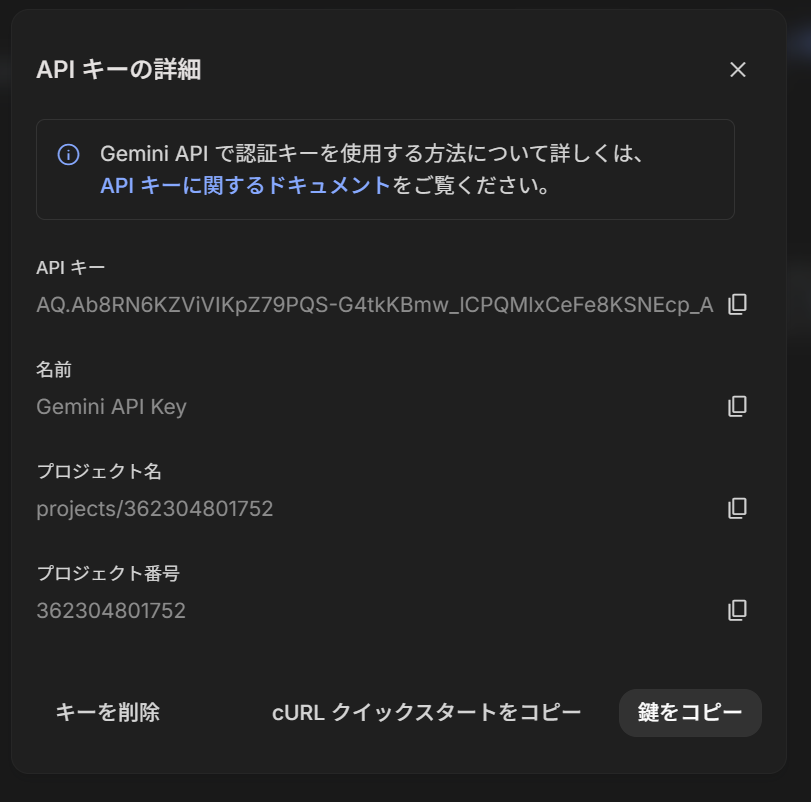 API キーの詳細
Gemini API で認証キーを使用する方法について詳しくは、
API キーに関するドキュメントをご覧ください。
API キー
AQ.Ab8RN6KZViVIKpZ79PQS-G4tkKBmw_lCPQMlxCeFe8KSNEcp_A
名前
Gemini API Key
プロジェクト名
projects/362304801752
プロジェクト番号
362304801752
キーを削除
cURL クイックスタートをコピー
鍵をコピー